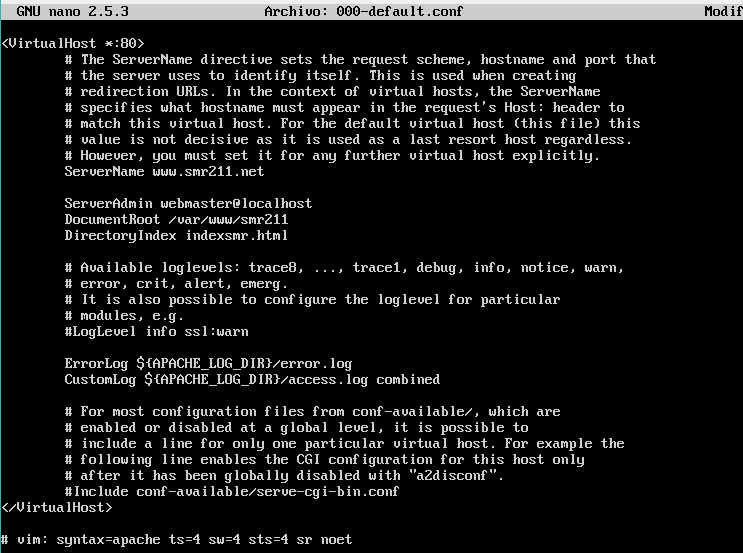 GNU nano 2.5.3 Archivo: 000-default.conf Modif
<VirtualHost *:80>
# The ServerName directive sets the request scheme, hostname and port that
# the server uses to identify itself. This is used when creating
# redirection URLs. In the context of virtual hosts, the ServerName
# specifies what hostname must appear in the request's Host: header to
# match this virtual host. For the default virtual host (this file) this
# value is not decisive as it is used as a last resort host regardless.
# However, you must set it for any further virtual host explicitly.
ServerName www.smr211.net
ServerAdmin webmaster@localhost
DocumentRoot /var/www/smr211
DirectoryIndex indexsmr.html
# Available loglevels: trace8, ..., trace1, debug, info, notice, warn,
# error, crit, alert, emerg.
# It is also possible to configure the loglevel for particular
# modules, e.g.
#LogLevel info ssl:warn
ErrorLog ${APACHE_LOG_DIR}/error.log
CustomLog ${APACHE_LOG_DIR}/access.log combined
# For most configuration files from conf-available/, which are
# enabled or disabled at a global level, it is possible to
# include a line for only one particular virtual host. For example the
# following line enables the CGI configuration for this host only
# after it has been globally disabled with "a2disconf".
#Include conf-available/serve-cgi-bin.conf
</VirtualHost>
# vim: syntax=apache ts=4 sw=4 sts=4 sr noet